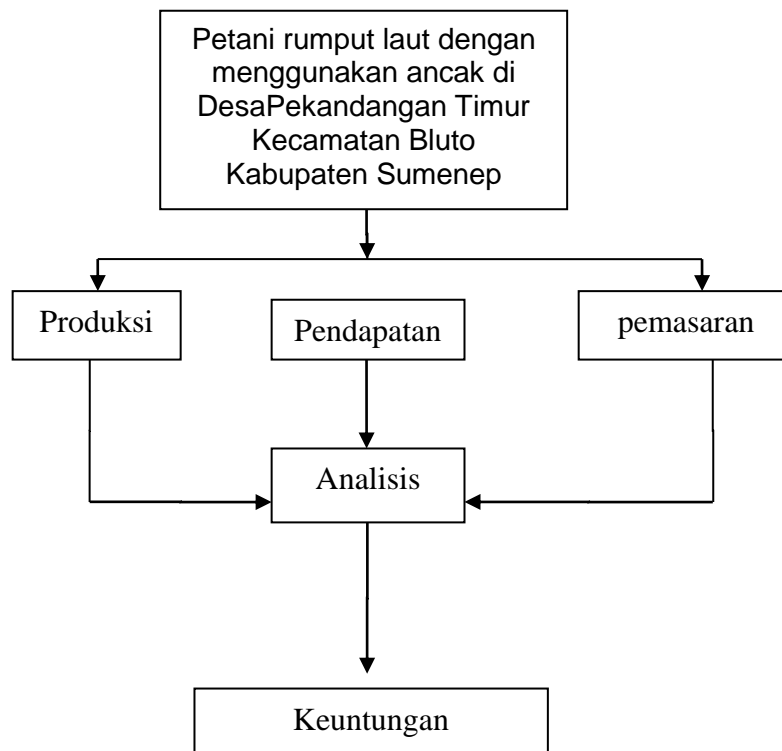 Petani rumput laut dengan
menggunakan ancak di
DesaPekandangan Timur
Kecamatan Bluto
Kabupaten Sumenep
Produksi
Pendapatan
pemasaran
Analisis
Keuntungan